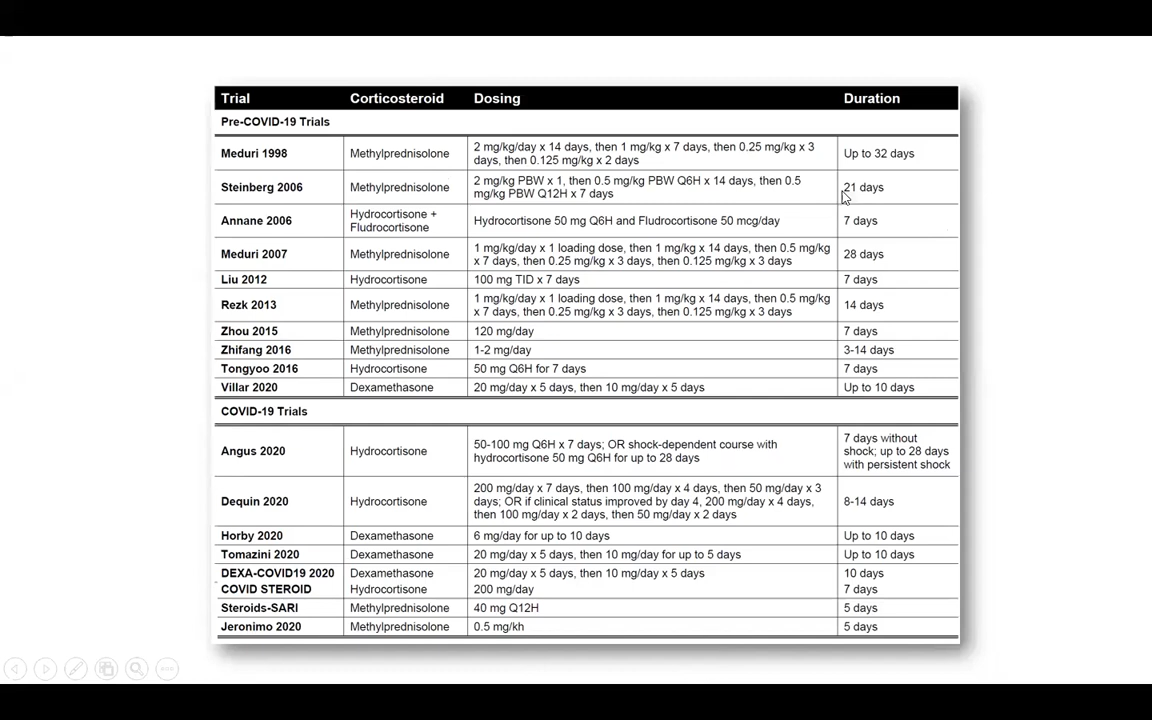 Trial Corticosteroid Dosing Duration
Pre-COVID-19 Trials
Meduri 1998 Methylprednisolone 2 mg/kg/day x 14 days, then 1 mg/kg x 7 days, then 0.25 mg/kg x 3
days, then 0.125 mg/kg x 2 days Up to 32 days
Steinberg 2006 Methylprednisolone 2 mg/kg PBW x 1, then 0.5 mg/kg PBW Q6H x 14 days, then 0.5
mg/kg PBW Q12H x 7 days 21 days
Annane 2006 Hydrocortisone +
Fludrocortisone Hydrocortisone 50 mg Q6H and Fludrocortisone 50 mcg/day 7 days
Meduri 2007 Methylprednisolone 1 mg/kg/day x 1 loading dose, then 1 mg/kg x 14 days, then 0.5 mg/kg
x 7 days, then 0.25 mg/kg x 3 days, then 0.125 mg/kg x 3 days 28 days
Liu 2012 Hydrocortisone 100 mg TID x 7 days 7 days
Rezk 2013 Methylprednisolone 1 mg/kg/day x 1 loading dose, then 1 mg/kg x 14 days, then 0.5 mg/kg
x 7 days, then 0.25 mg/kg x 3 days, then 0.125 mg/kg x 3 days 14 days
Zhou 2015 Methylprednisolone 120 mg/day 7 days
Zhifang 2016 Methylprednisolone 1-2 mg/day 3-14 days
Tongyoo 2016 Hydrocortisone 50 mg Q6H for 7 days 7 days
Villar 2020 Dexamethasone 20 mg/day x 5 days, then 10 mg/day x 5 days Up to 10 days
COVID-19 Trials
Angus 2020 Hydrocortisone 50-100 mg Q6H x 7 days; OR shock-dependent course with
hydrocortisone 50 mg Q6H for up to 28 days 7 days without
shock; up to 28 days
with persistent shock
Dequin 2020 Hydrocortisone 200 mg/day x 7 days, then 100 mg/day x 4 days, then 50 mg/day x 3
days; OR if clinical status improved by day 4, 200 mg/day x 4 days,
then 100 mg/day x 2 days, then 50 mg/day x 2 days 8-14 days
Horby 2020 Dexamethasone 6 mg/day for up to 10 days Up to 10 days
Tomazini 2020 Dexamethasone 20 mg/day x 5 days, then 10 mg/day for up to 5 days Up to 10 days
DEXA-COVID19 2020 Dexamethasone 20 mg/day x 5 days, then 10 mg/day x 5 days 10 days
COVID STEROID Hydrocortisone 200 mg/day 7 days
Steroids-SARI Methylprednisolone 40 mg Q12H 5 days
Jeronimo 2020 Methylprednisolone 0.5 mg/kh 5 days